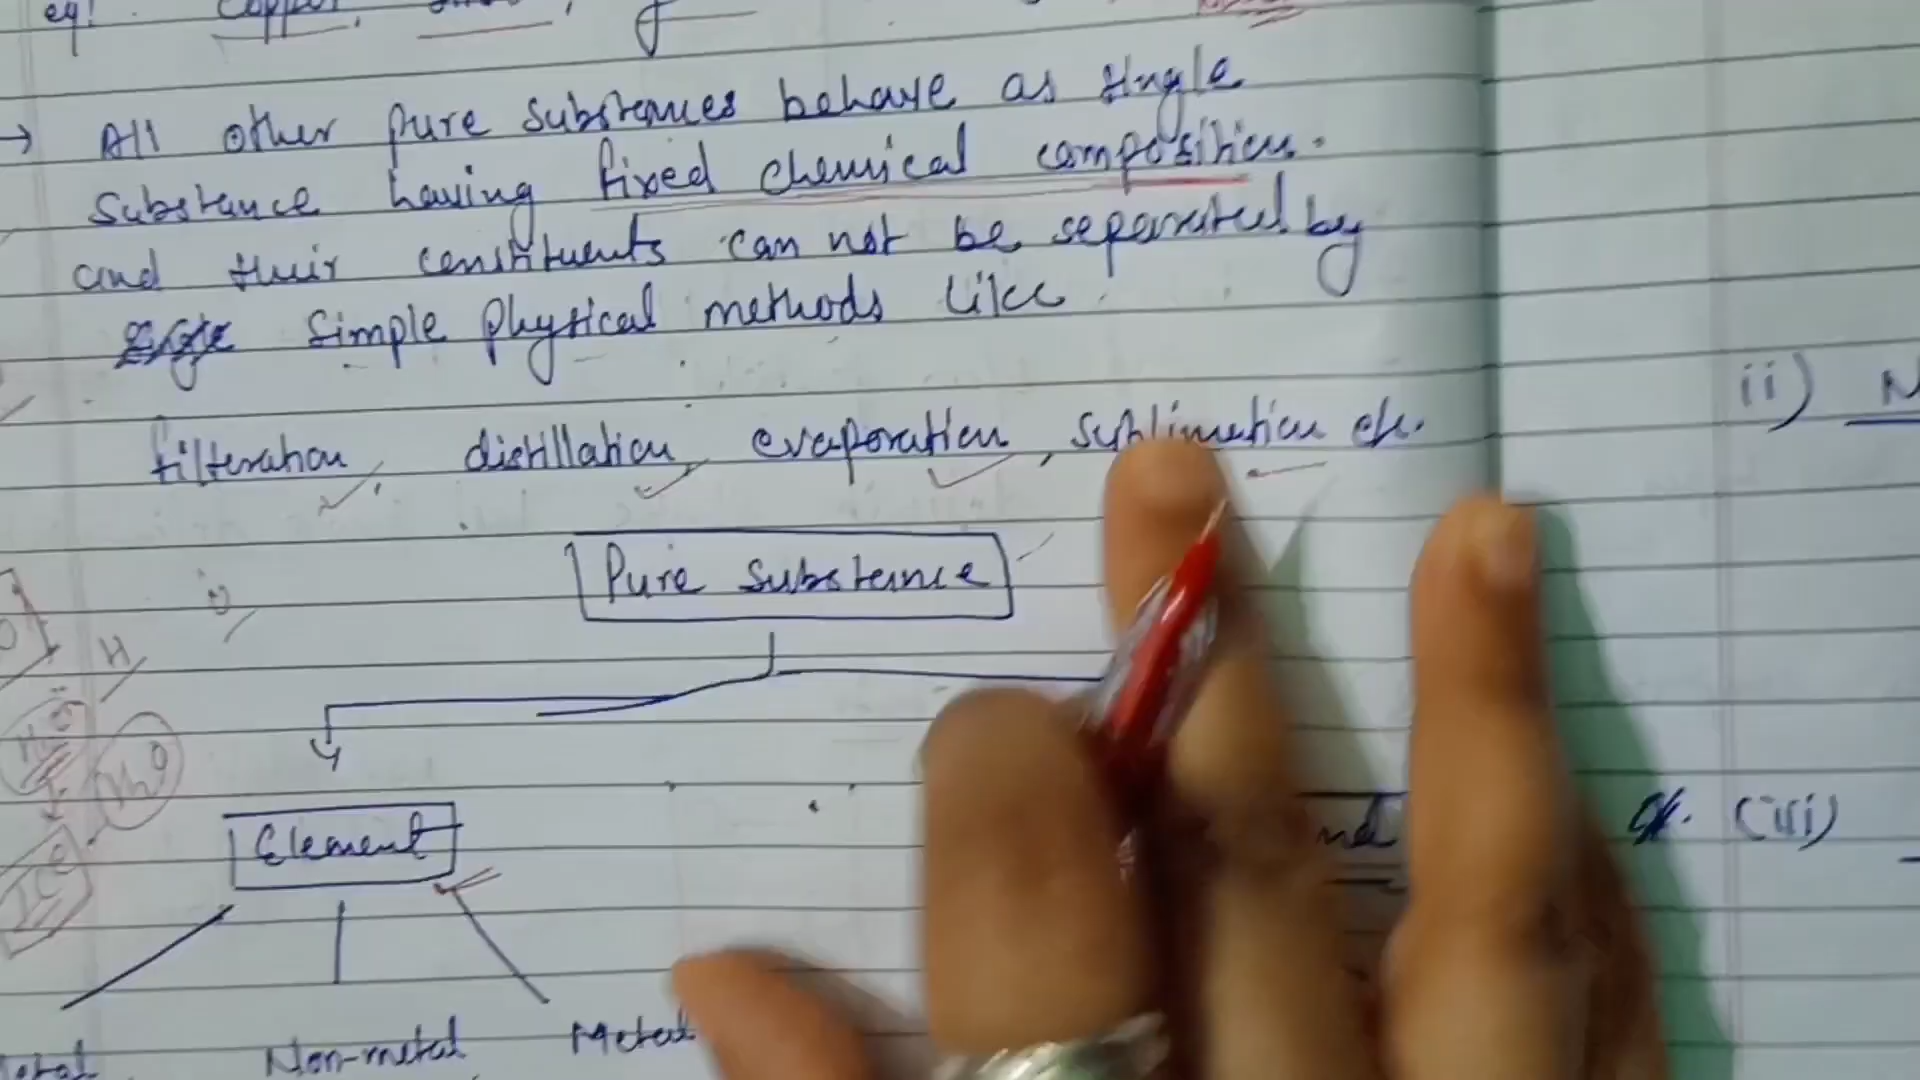 eg! Copper,
→ All other pure substances behave as single
substance having fixed chemical composition.
and their constituents can not be separated by
simple physical methods like
filteration, distillation, evaporation, sublimation etc.
Pure Substance
Element
Non-metal Metal
ii) N
(iii)
H